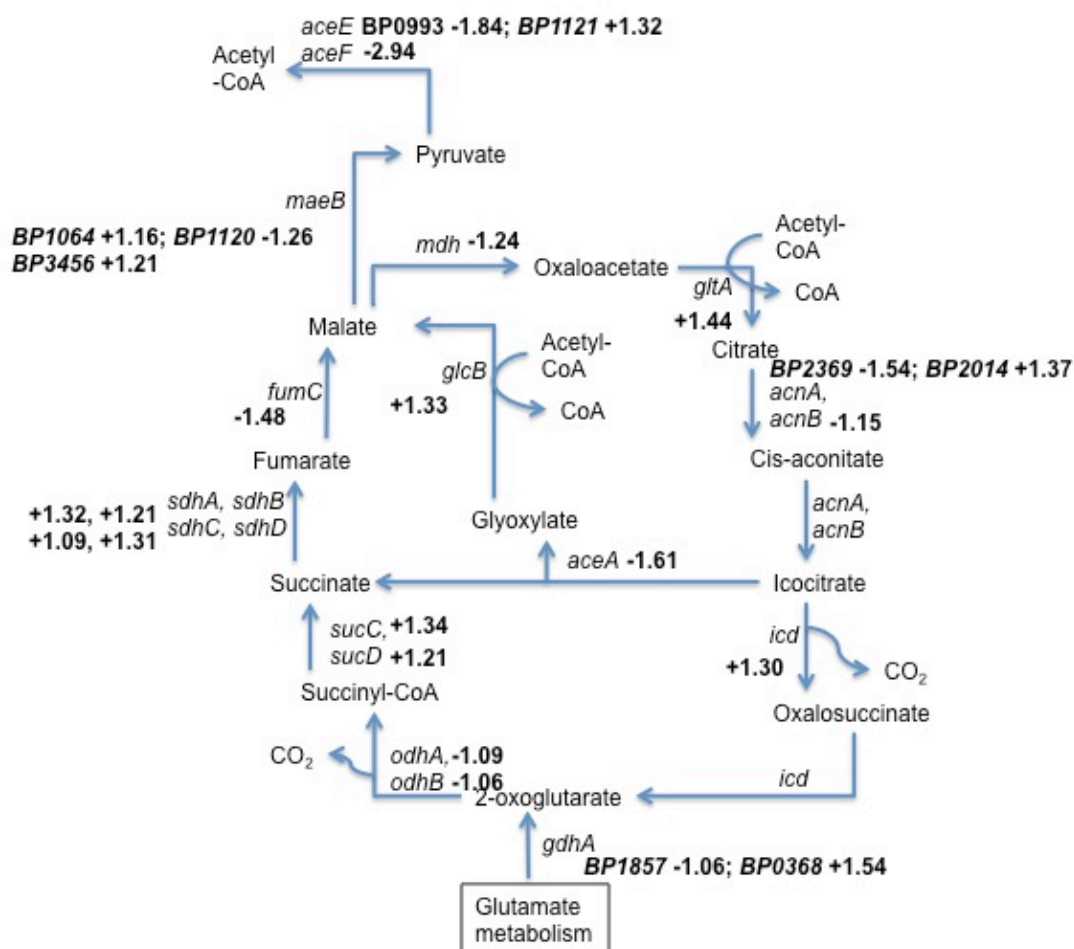 aceE BP0993 -1.84; BP1121 +1.32
aceF -2.94
Acetyl
-CoA
Pyruvate
maeB
BP1064 +1.16; BP1120 -1.26
BP3456 +1.21
mdh -1.24
Oxaloacetate
Acetyl-
CoA
gltA
CoA
+1.44
Malate
Citrate
Acetyl-
CoA
glcB
+1.33
CoA
BP2369 -1.54; BP2014 +1.37
acnA,
acnB -1.15
fumC
-1.48
Fumarate
Cis-aconitate
+1.32, +1.21 sdhA, sdhB
+1.09, +1.31 sdhC, sdhD
Glyoxylate
acnA,
acnB
aceA -1.61
Succinate
Icocitrate
sucC, +1.34
sucD +1.21
icd
+1.30
CO2
Succinyl-CoA
Oxalosuccinate
CO2
odhA, -1.09
odhB -1.06
icd
2-oxoglutarate
gdhA
BP1857 -1.06; BP0368 +1.54
Glutamate
metabolism